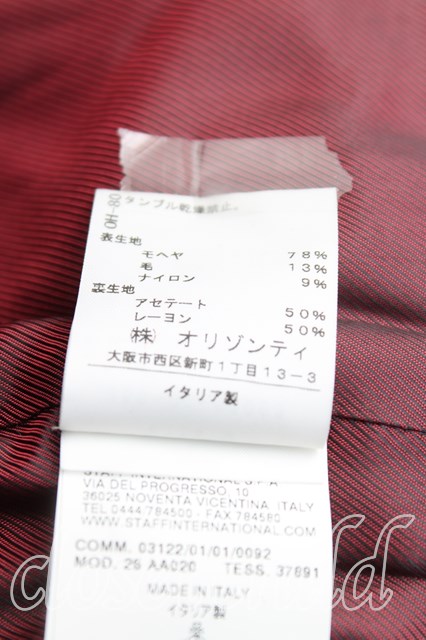 OH-80
タンブル乾燥禁止。
表生地
モヘヤ 78%
毛 13%
ナイロン 9%
裏生地
アセテート 50%
レーヨン 50%
(株) オリゾンティ
大阪市西区新町1丁目13-3
イタリア製
STAFF INTERNATIONAL S.P.A
VIA DEL PROGRESSO, 10
36025 NOVENTA VICENTINA ITALY
TEL 0444-784500 - FAX 784580
WWW.STAFFINTERNATIONAL.COM
COMM. 03122/01/01/0092
MOD. 26 AA020 TESS. 37891
MADE IN ITALY
イタリア製